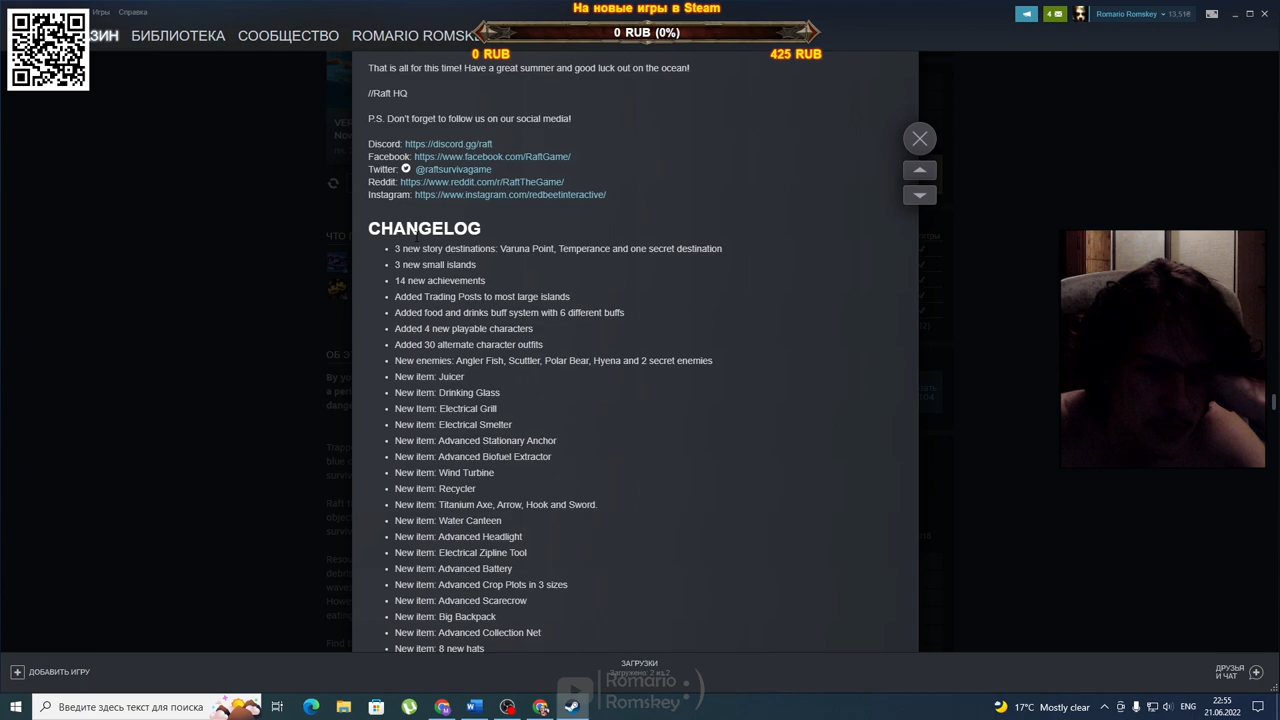 На новые игры в Steam
0 RUB (0%)
0 RUB
425 RUB
Игры
Справка
Romario Romskey
13,518
4
ЗИН
БИБЛИОТЕКА
СООБЩЕСТВО
ROMARIO ROMSK
That is all for this time! Have a great summer and good luck out on the ocean!
//Raft HQ
P.S. Don't forget to follow us on our social media!
Discord: https://discord.gg/raft
Facebook: https://www.facebook.com/RaftGame/
Twitter: @raftsurvivagame
Reddit: https://www.reddit.com/r/RaftTheGame/
Instagram: https://www.instagram.com/redbeetinteractive/
CHANGELOG
• 3 new story destinations: Varuna Point, Temperance and one secret destination
• 3 new small islands
• 14 new achievements
• Added Trading Posts to most large islands
• Added food and drinks buff system with 6 different buffs
• Added 4 new playable characters
• Added 30 alternate character outfits
• New enemies: Angler Fish, Scuttler, Polar Bear, Hyena and 2 secret enemies
• New item: Juicer
• New item: Drinking Glass
• New Item: Electrical Grill
• New item: Electrical Smelter
• New item: Advanced Stationary Anchor
• New item: Advanced Biofuel Extractor
• New item: Wind Turbine
• New item: Recycler
• New item: Titanium Axe, Arrow, Hook and Sword.
• New item: Water Canteen
• New item: Advanced Headlight
• New item: Electrical Zipline Tool
• New item: Advanced Battery
• New item: Advanced Crop Plots in 3 sizes
• New item: Advanced Scarecrow
• New item: Big Backpack
• New item: Advanced Collection Net
• New item: 8 new hats
ДОБАВИТЬ ИГРУ
ЗАГРУЗКИ
Загружено: 2 из 2
ДРУЗЬЯ
И ЧАТ
Romario
Romskey
Введите здесь текст для поиска
17°C Mostly clear
ENG
22:55
21.06.2022